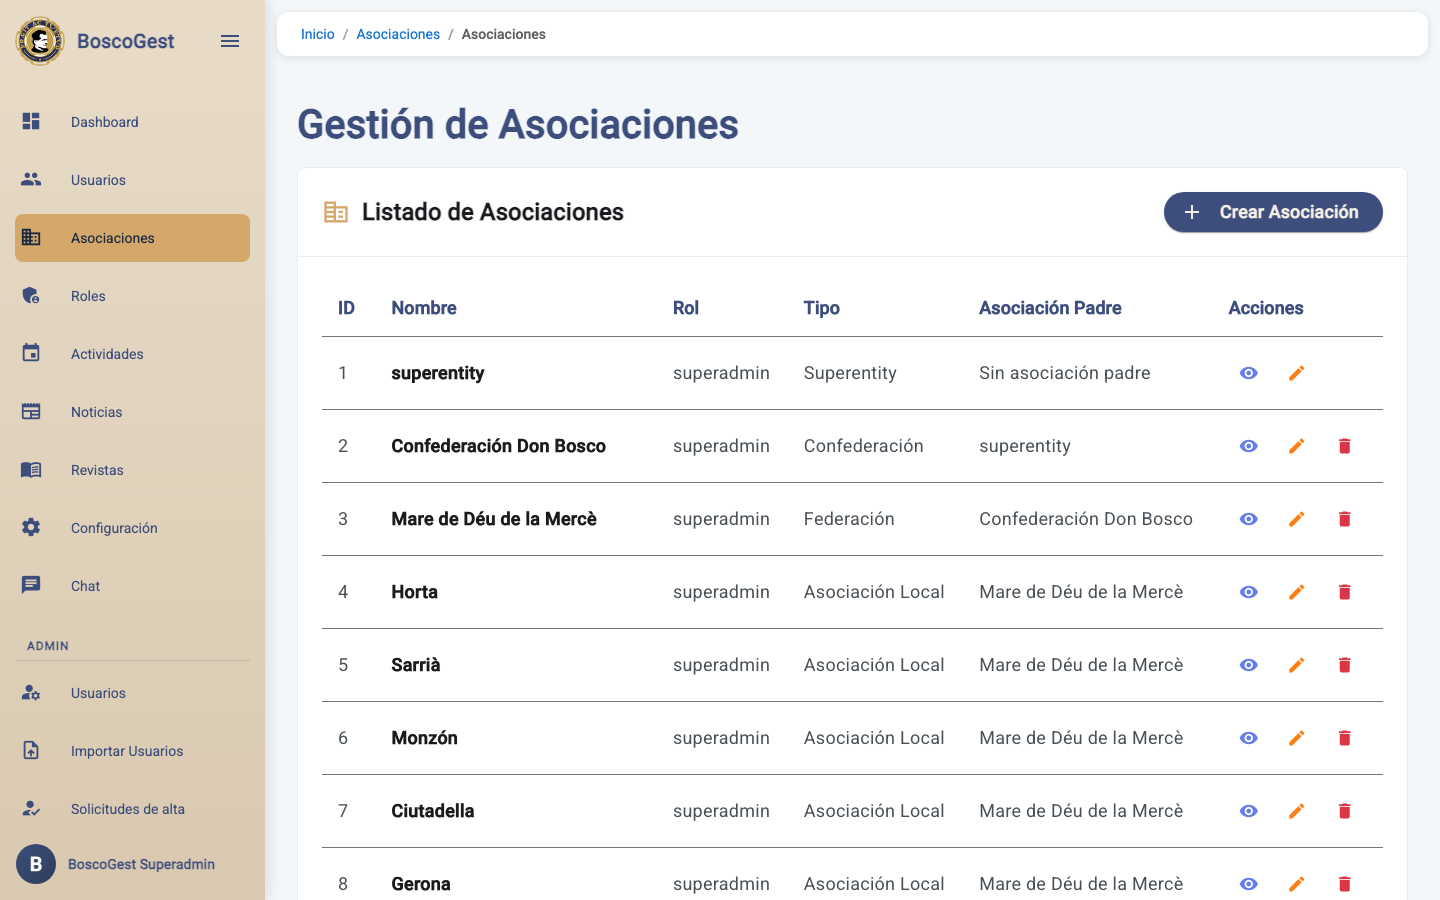 BoscoGest
Dashboard
Usuarios
Asociaciones
Roles
Actividades
Noticias
Revistas
Configuración
Chat
ADMIN
Usuarios
Importar Usuarios
Solicitudes de alta
B BoscoGest Superadmin
Inicio / Asociaciones / Asociaciones
Gestión de Asociaciones
Listado de Asociaciones
Crear Asociación
ID Nombre Rol Tipo Asociación Padre Acciones
1 superentity superadmin Superentity Sin asociación padre
2 Confederación Don Bosco superadmin Confederación superentity
3 Mare de Déu de la Mercè superadmin Federación Confederación Don Bosco
4 Horta superadmin Asociación Local Mare de Déu de la Mercè
5 Sarrià superadmin Asociación Local Mare de Déu de la Mercè
6 Monzón superadmin Asociación Local Mare de Déu de la Mercè
7 Ciutadella superadmin Asociación Local Mare de Déu de la Mercè
8 Gerona superadmin Asociación Local Mare de Déu de la Mercè